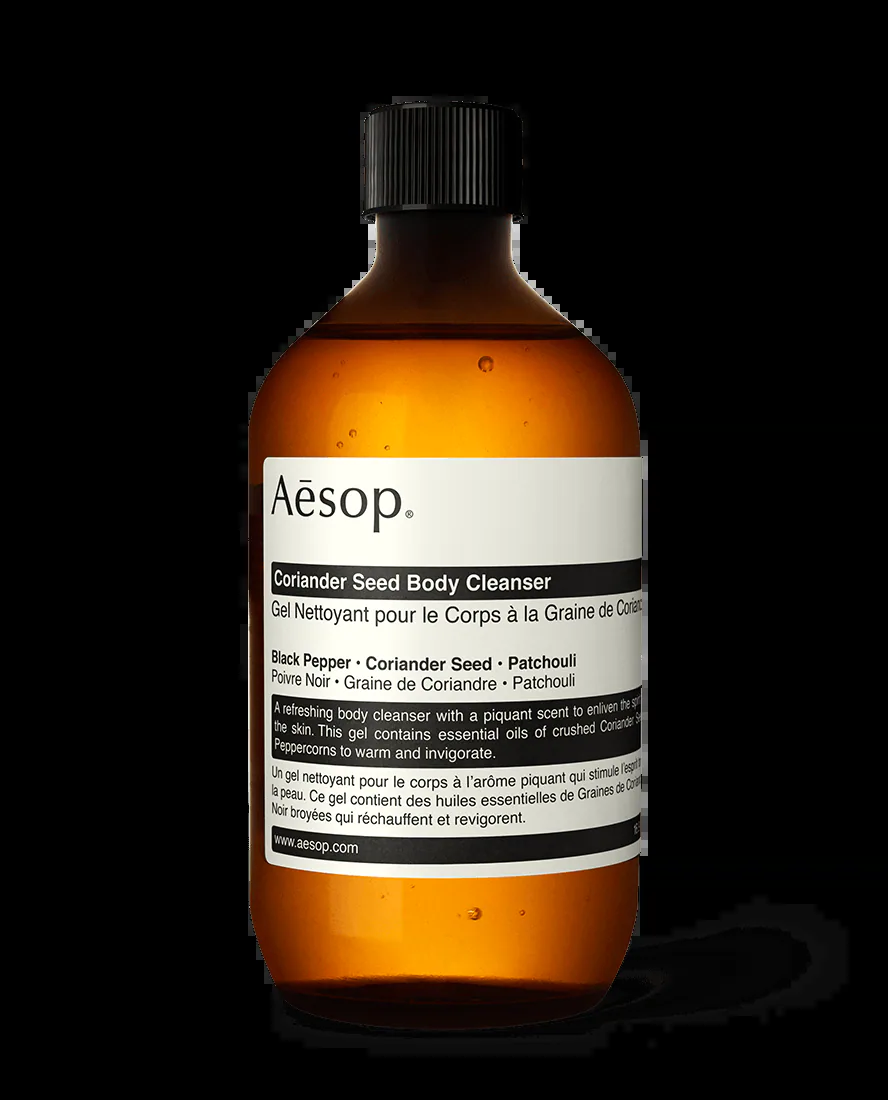 Aēsop®
Coriander Seed Body Cleanser
Gel Nettoyant pour le Corps à la Graine de
Black Pepper • Coriander Seed • Patchouli
Poivre Noir • Graine de Coriandre • Patchouli
A refreshing body cleanser with a piquant scent to enliven the
the skin. This gel contains essential oils of crushed Coriander
Peppercorns to warm and invigorate.
Un gel nettoyant pour le corps à l'arôme piquant qui stimule l'esprit
la peau. Ce gel contient des huiles essentielles de Graines de
Noir broyées qui réchauffent et revigorent.
www.aesop.com